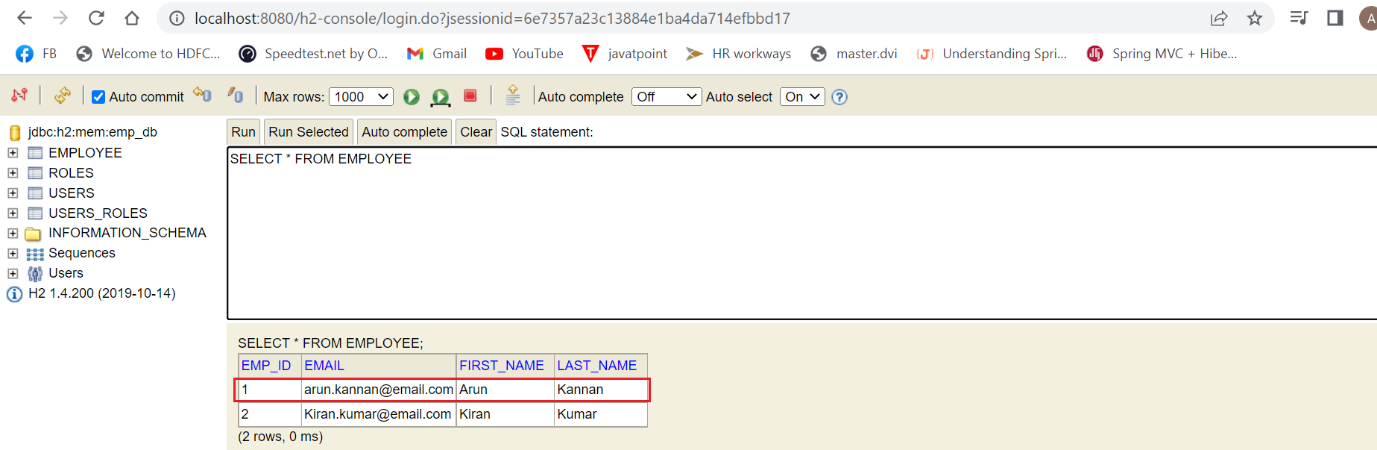 localhost:8080/h2-console/login.do?jsessionid=6e7357a23c13884e1ba4da714efbbd17 A
FB Welcome to HDFC... Speedtest.net by O... Gmail YouTube javatpoint HR workways master.dvi Understanding Spri... Spring MVC + Hibe...
Auto commit Max rows: 1000 Auto complete Off Auto select On
jdbc:h2:mem:emp_db
EMPLOYEE
ROLES
USERS
USERS_ROLES
INFORMATION_SCHEMA
Sequences
Users
H2 1.4.200 (2019-10-14)
Run Run Selected Auto complete Clear SQL statement:
SELECT * FROM EMPLOYEE
SELECT * FROM EMPLOYEE;
EMP_ID EMAIL FIRST_NAME LAST_NAME
1 arun.kannan@email.com Arun Kannan
2 Kiran.kumar@email.com Kiran Kumar
(2 rows, 0 ms)